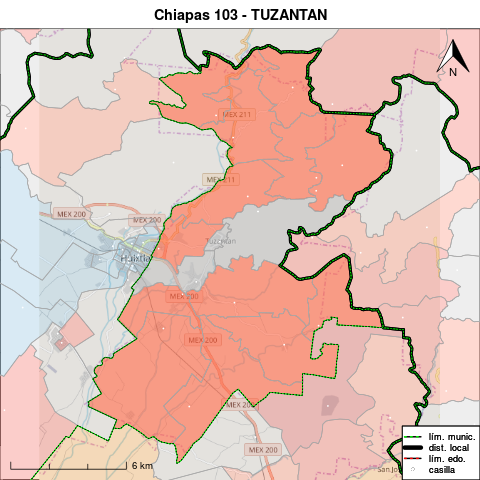 Chiapas 103 - TUZANTAN
N
MEX 211
MEX 211
MEX 200
MEX 200
Tuzantan
Huixtla
MEX 200
MEX 200
MEX 200
MEX 200
lím. munic.
dist. local
lím. edo.
casilla
6 km
San Jo